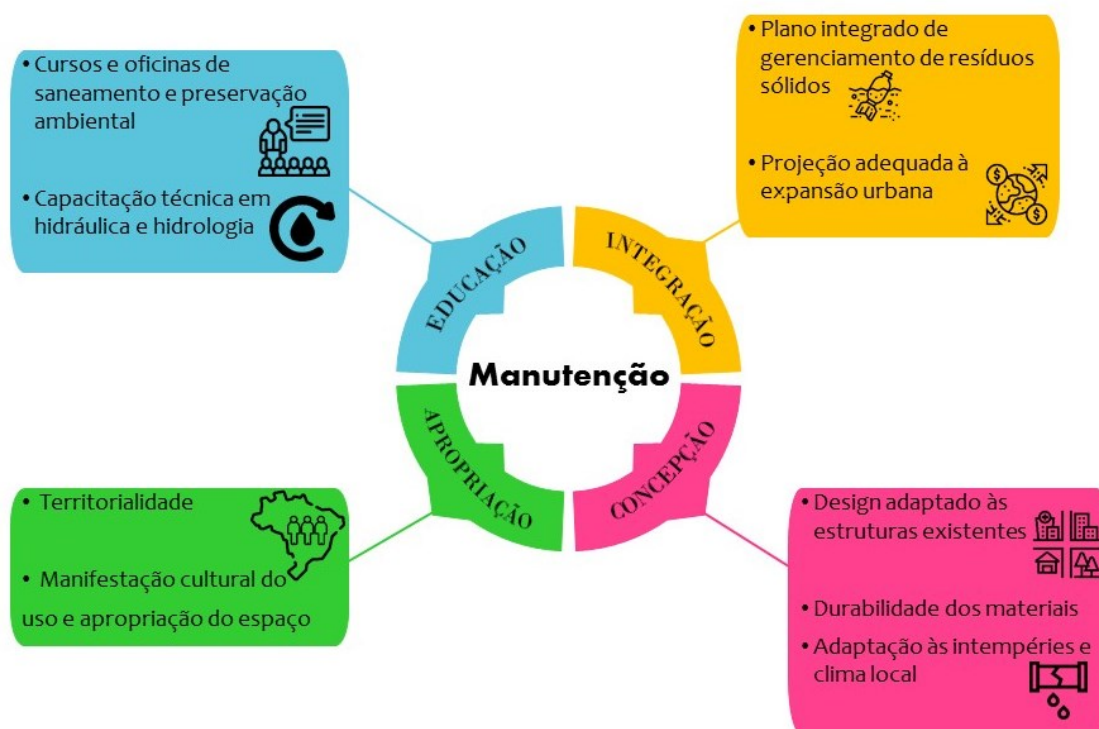 • Cursos e oficinas de
saneamento e preservação
ambiental
• Capacitação técnica em
hidráulica e hidrologia
• Plano integrado de
gerenciamento de resíduos
sólidos
• Projeção adequada à
expansão urbana
EDUCAÇÃO
INTEGRAÇÃO
Manutenção
APROPRIAÇÃO
CONCEPÇÃO
• Territorialidade
• Manifestação cultural do
uso e apropriação do espaço
• Design adaptado às
estruturas existentes
• Durabilidade dos materiais
• Adaptação às intempéries e
clima local